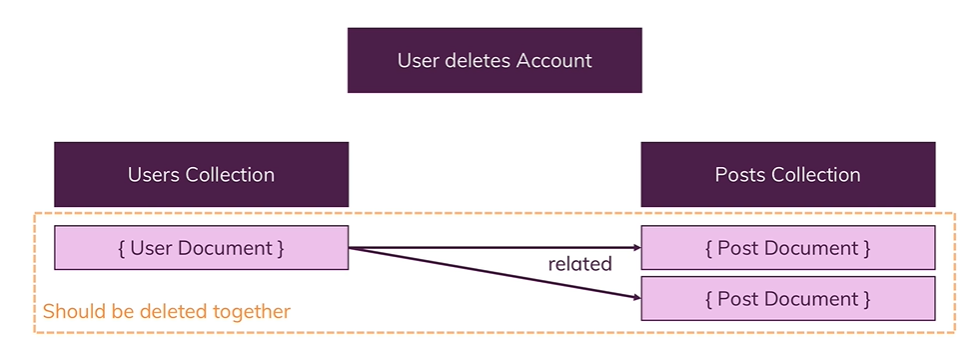 User deletes Account
Users Collection
Posts Collection
{ User Document }
{ Post Document }
related
{ Post Document }
Should be deleted together